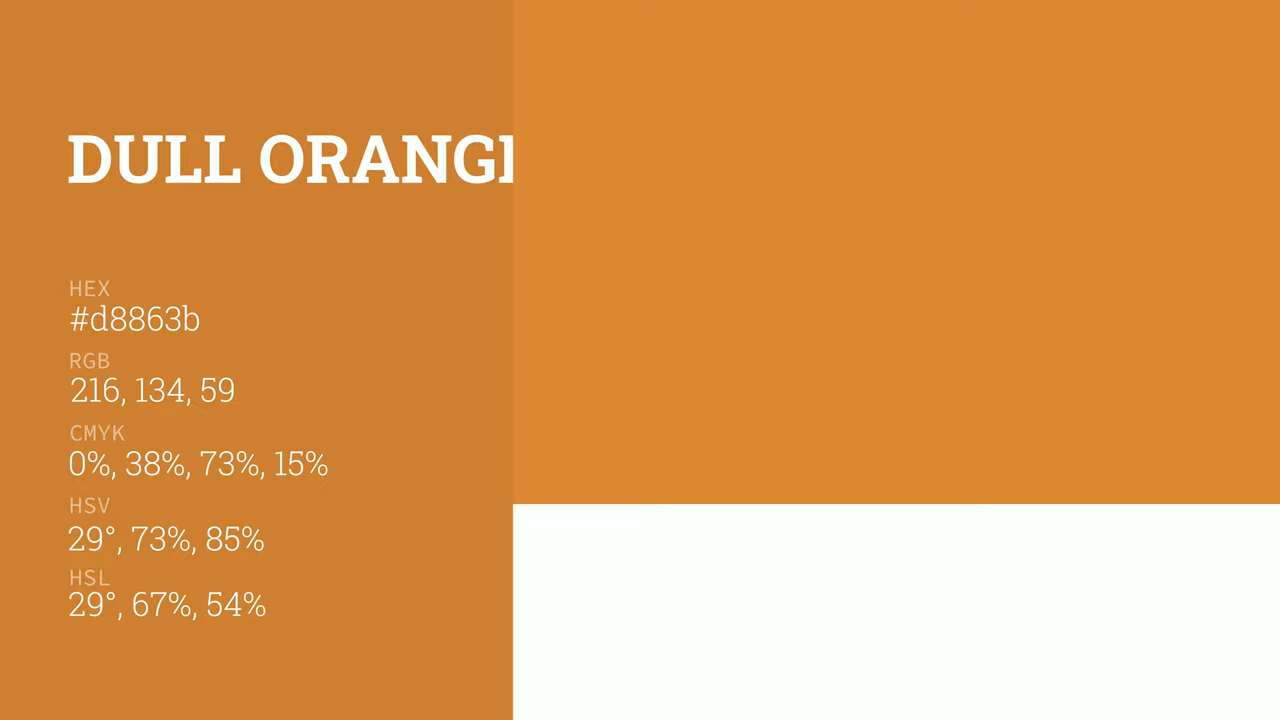 DULL ORANGE
HEX
#d8863b
RGB
216, 134, 59
CMYK
0%, 38%, 73%, 15%
HSV
29°, 73%, 85%
HSL
29°, 67%, 54%